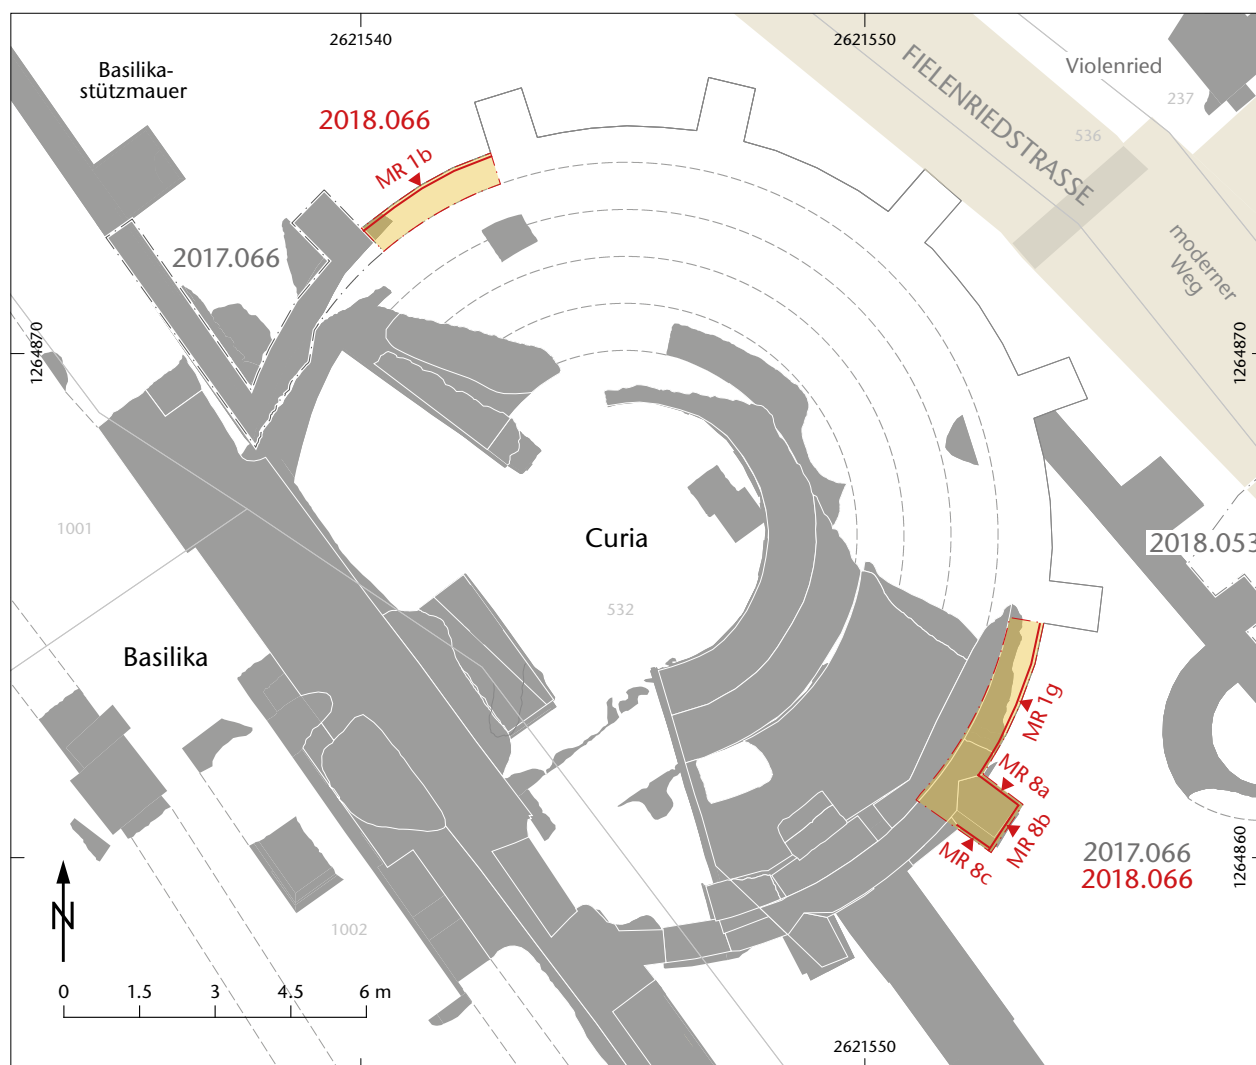 2621540
2621550
Basilika-
stützmauer
2018.066
MR 1b
FIELENRIEDSTRASSE
Violenried
237
536
moderner
Weg
2017.066
1264870
1264870
1001
Curia
532
2018.053
Basilika
MR 1g
MR 8a
MR 8b
MR 8c
2017.066
2018.066
1264860
N
1002
0 1.5 3 4.5 6 m
2621550